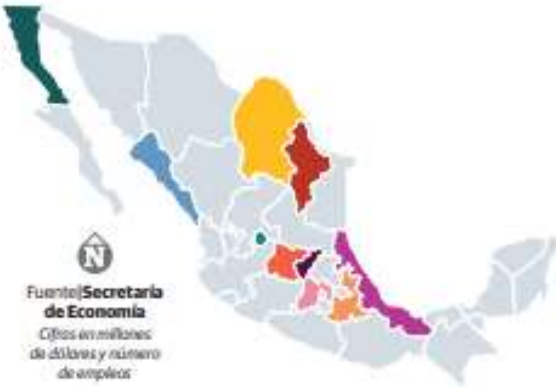 N
Fuente|Secretaría
de Economía
Cifras en millones
de dólares y número
de empleos